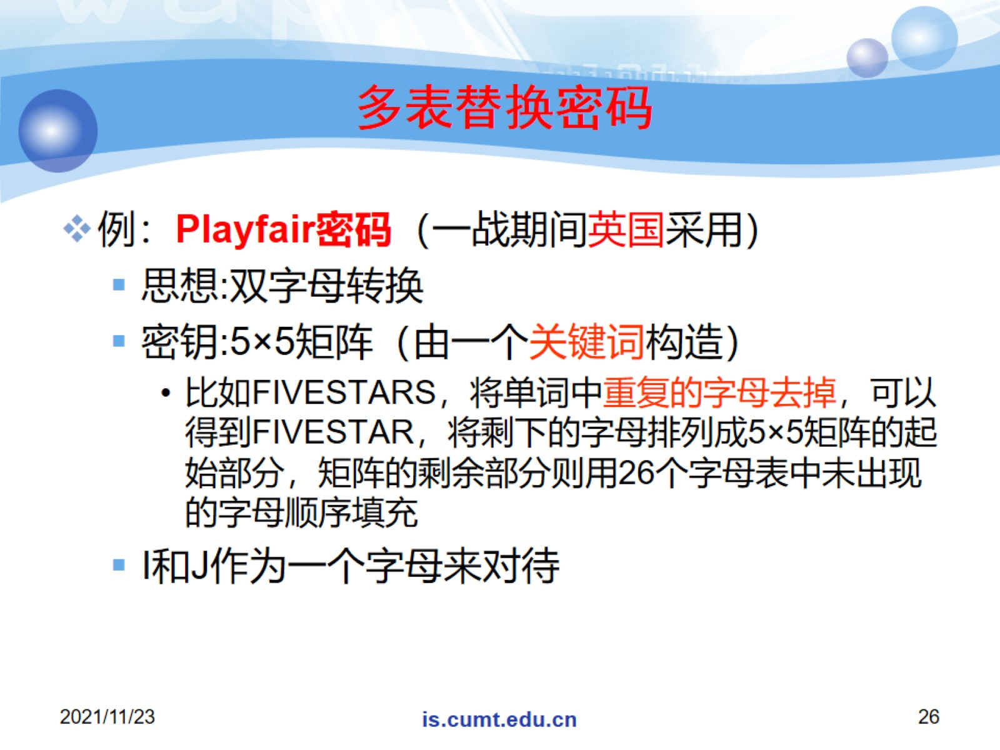 多表替换密码
例：Playfair密码（一战期间英国采用）
思想:双字母转换
密钥:5×5矩阵（由一个关键词构造）
• 比如FIVESTARS，将单词中重复的字母去掉，可以
得到FIVESTAR，将剩下的字母排列成5×5矩阵的起
始部分，矩阵的剩余部分则用26个字母表中未出现
的字母顺序填充
I和J作为一个字母来对待
2021/11/23
is.cumt.edu.cn
26